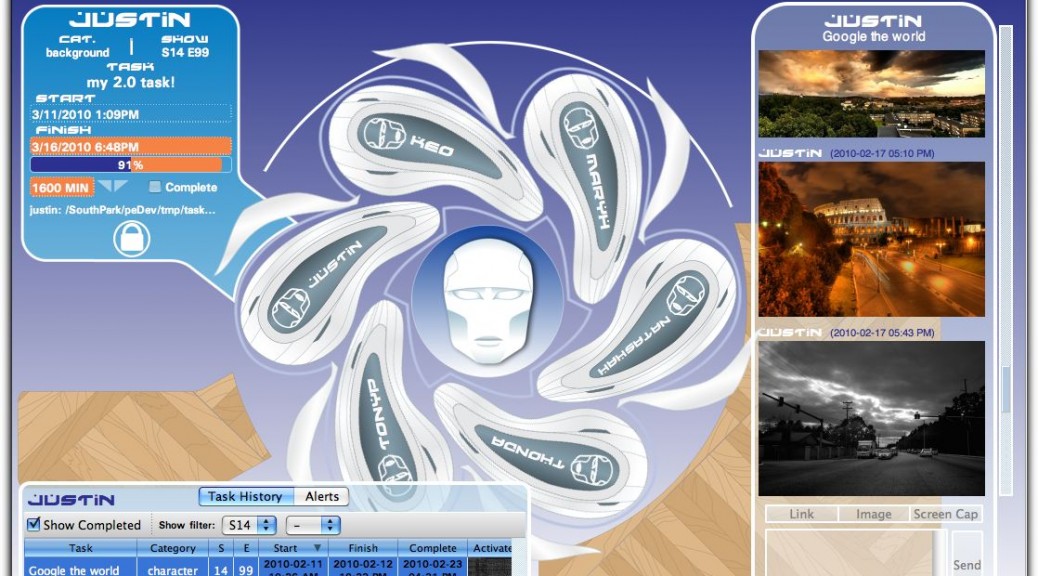 JUSTIN
CAT. | SHOW
background S14 E99
TASK
my 2.0 task!
START
3/11/2010 1:09PM
FINISH
3/16/2010 6:48PM
91%
1600 MIN Complete
justin: /SouthPark/peDev/tmp/task...
KEO
MARYH
JUSTIN
NATASHAH
TONYP
THONDA
JUSTIN
Google the world
JUSTIN (2010-02-17 05:10 PM)
JUSTIN (2010-02-17 05:43 PM)
Link Image Screen Cap
Send
JUSTIN Task History Alerts
Show Completed Show filter: S14 -
Task Category S E Start Finish Complete Activate
Google the world character 14 99 2010-02-11 2010-02-12 2010-02-23